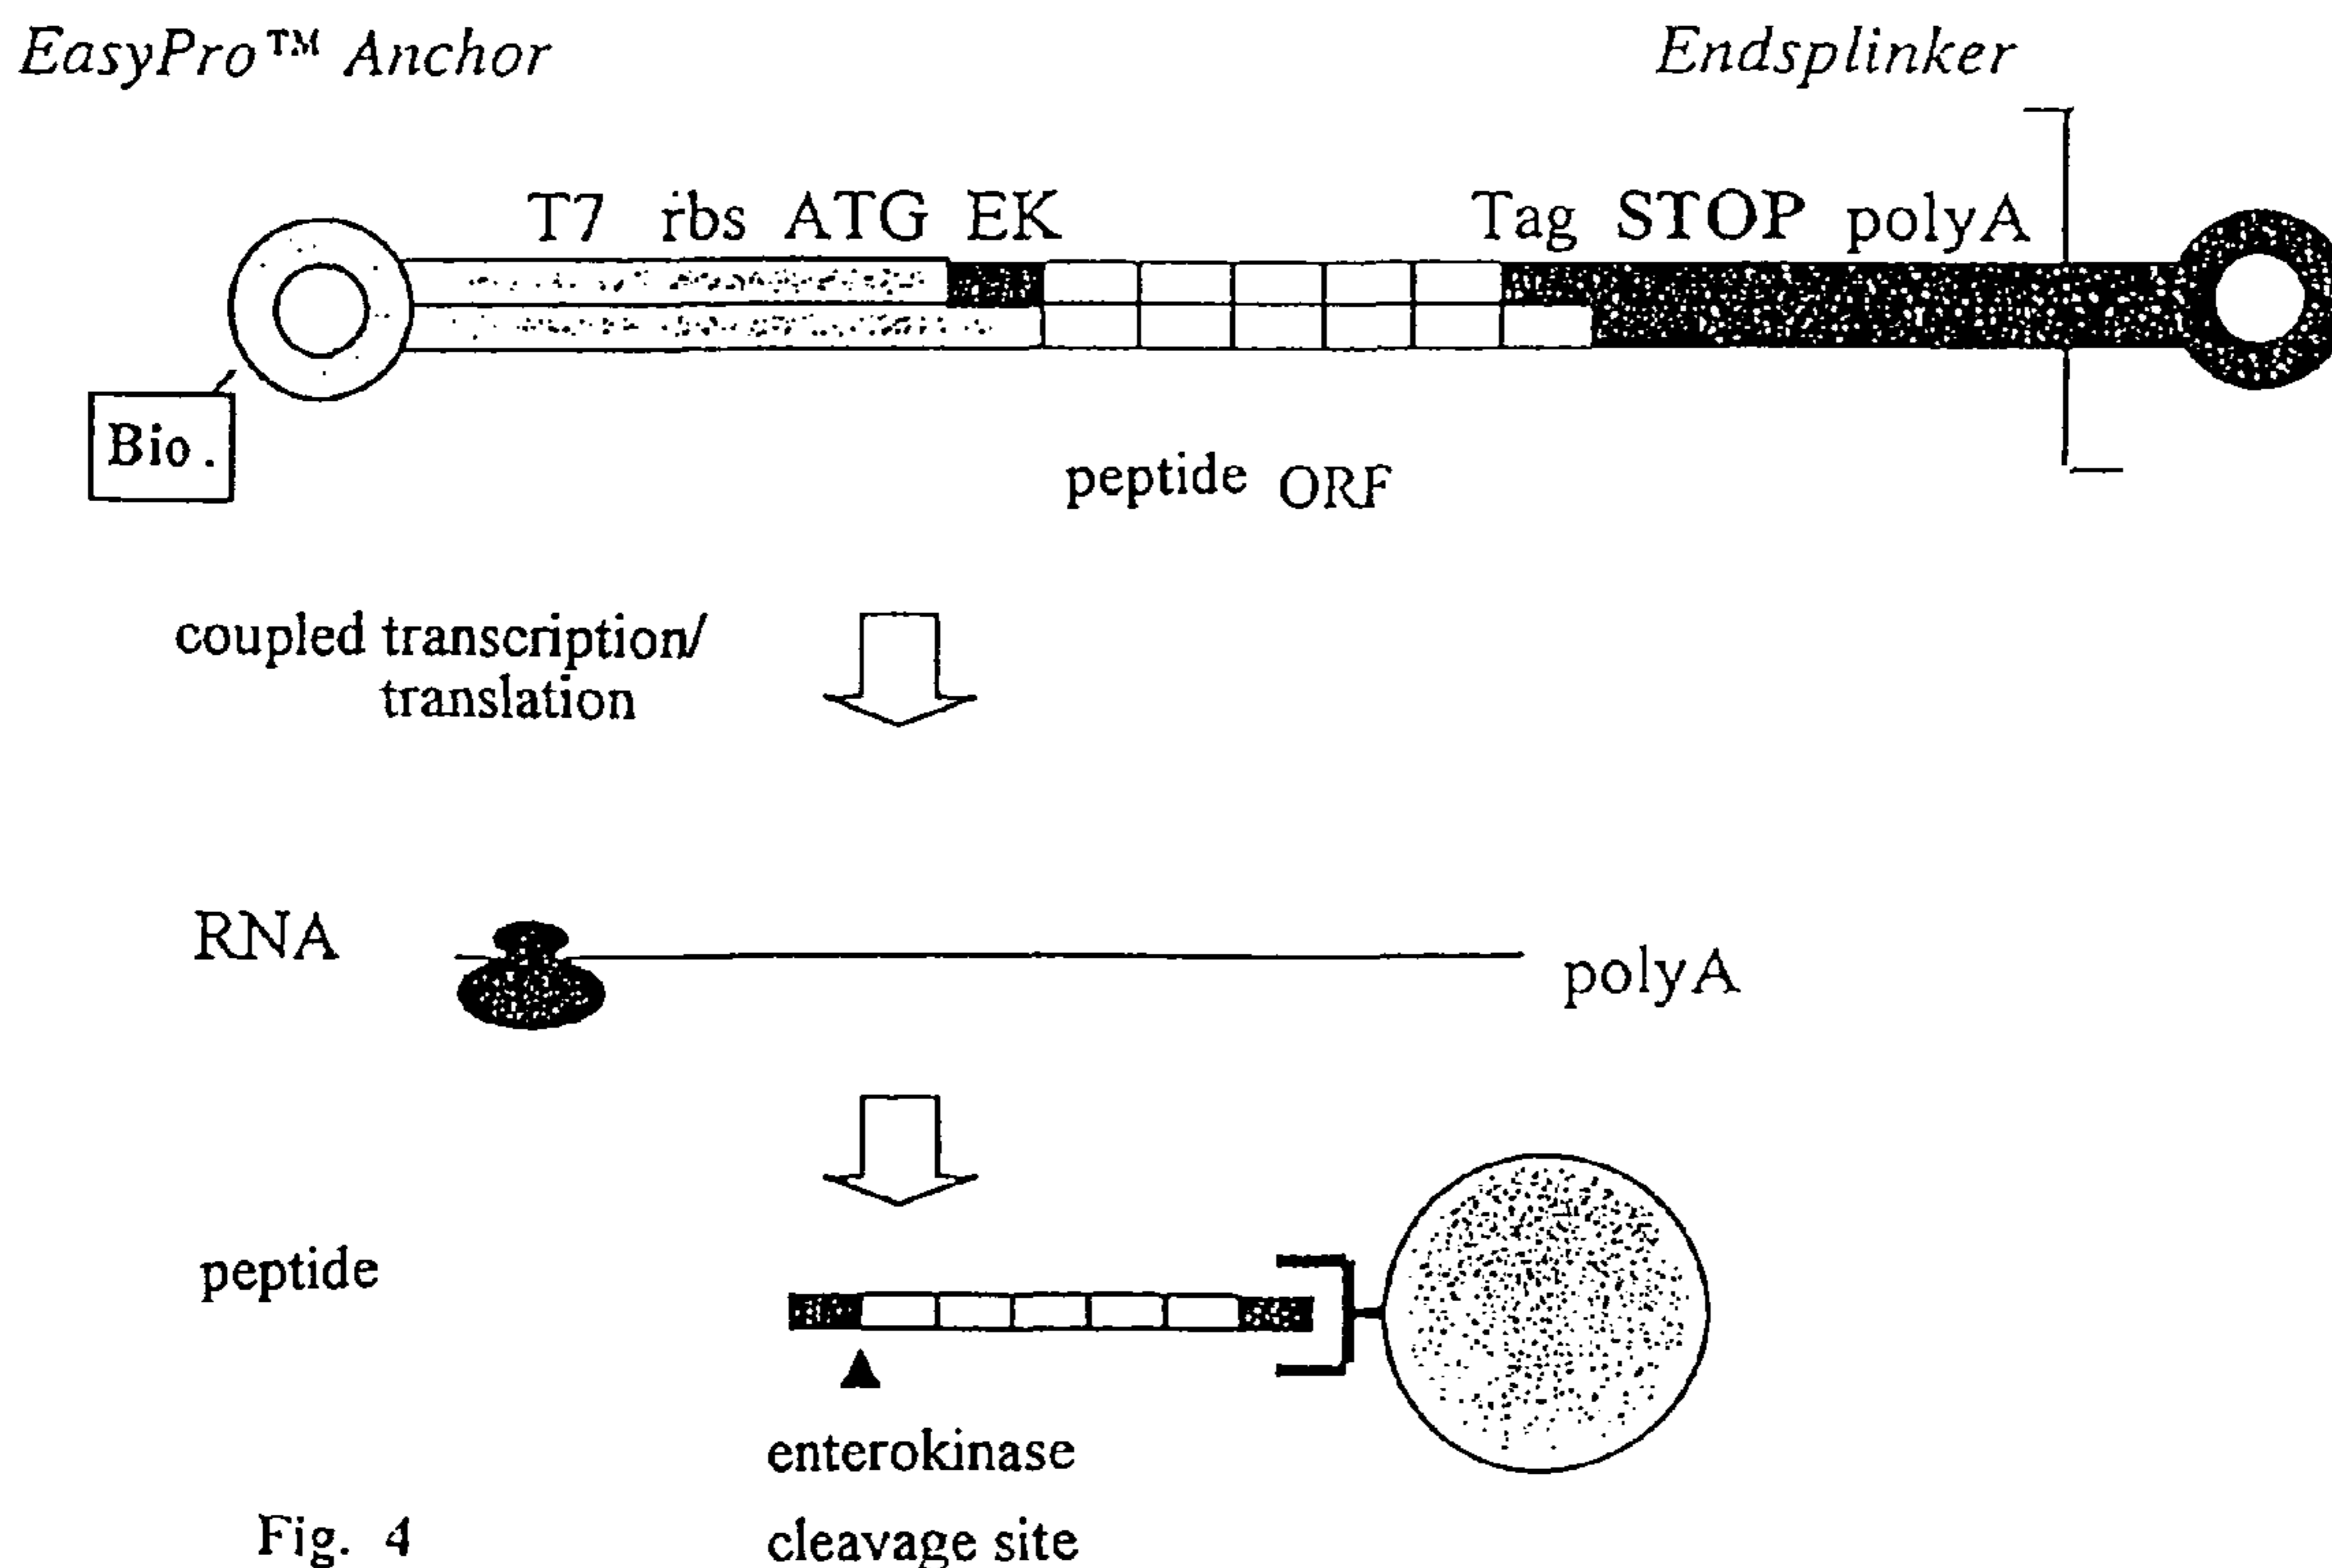 EasyPro™ Anchor
Endsplinker
T7 rbs ATG EK
Tag STOP polyA
Bio.
peptide ORF
coupled transcription/
translation
RNA
polyA
peptide
enterokinase
cleavage site
Fig. 4